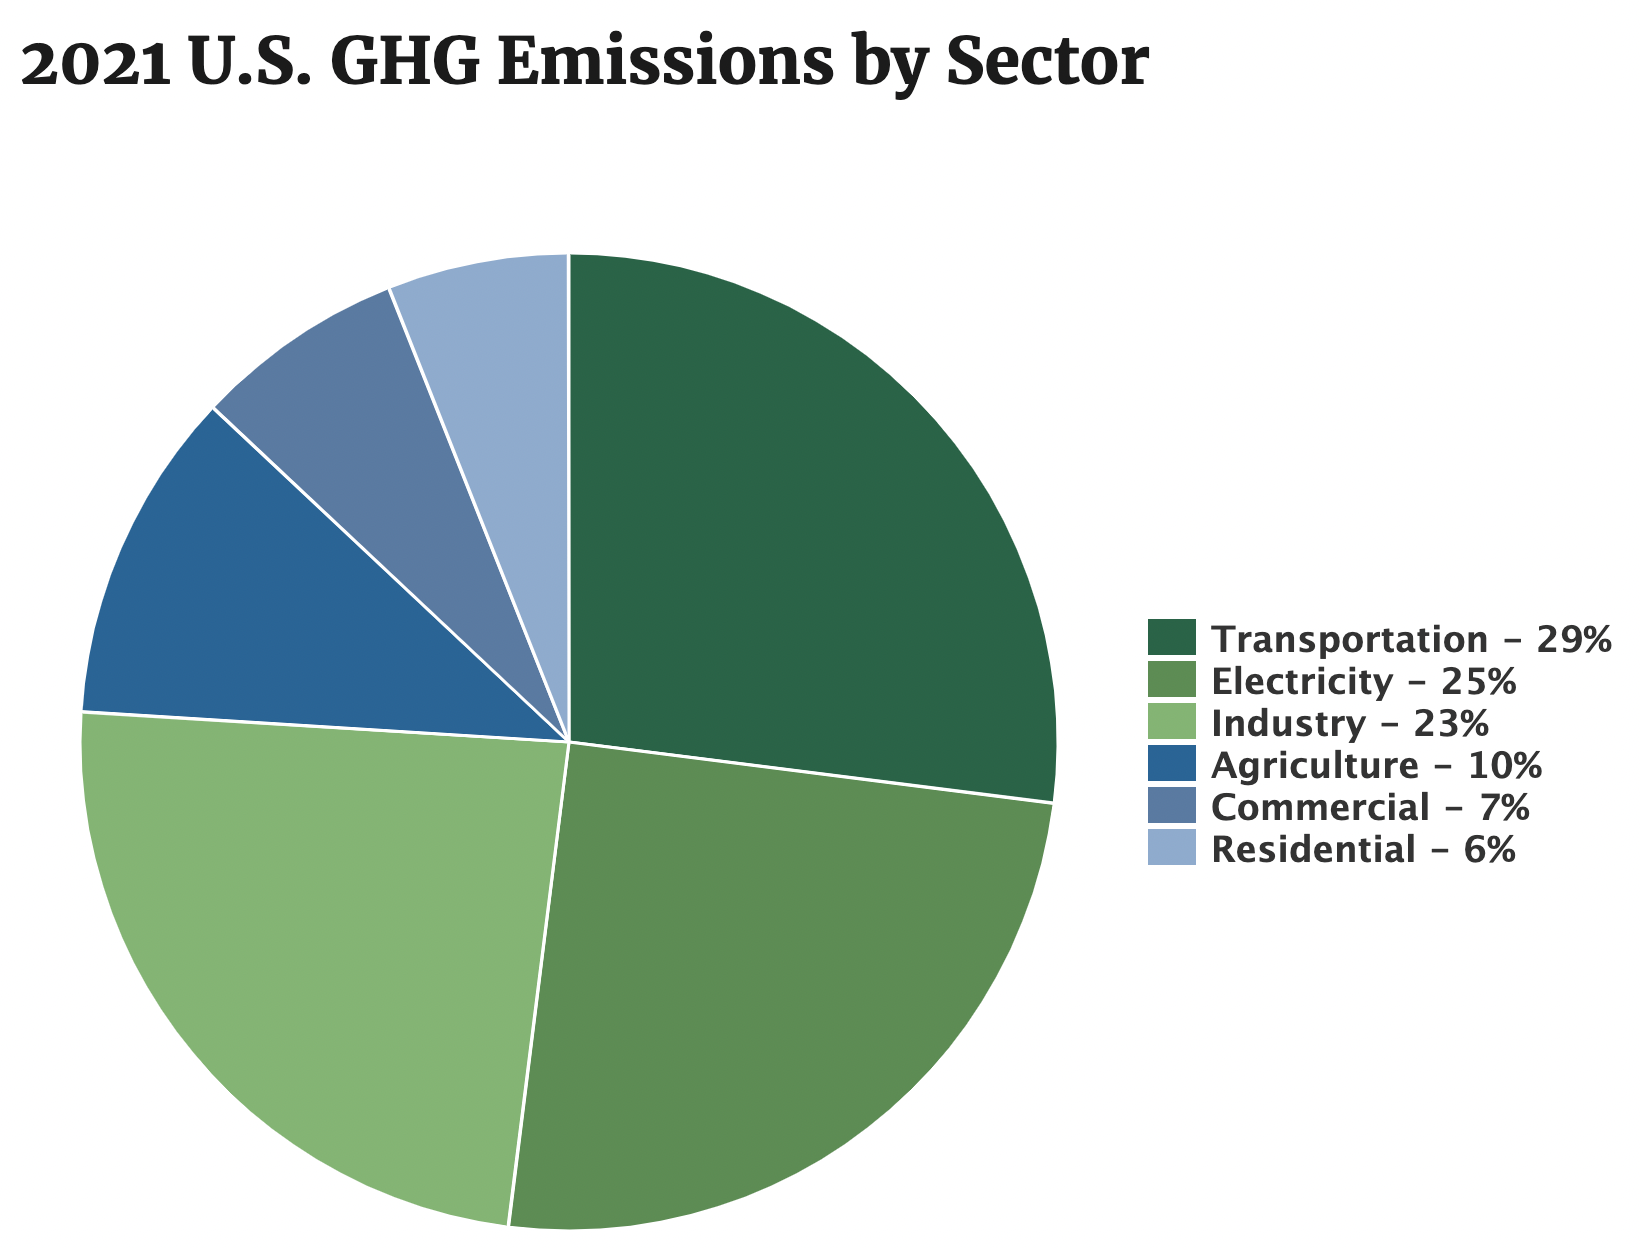 2021 U.S. GHG Emissions by Sector
Transportation – 29%
Electricity – 25%
Industry – 23%
Agriculture – 10%
Commercial – 7%
Residential – 6%